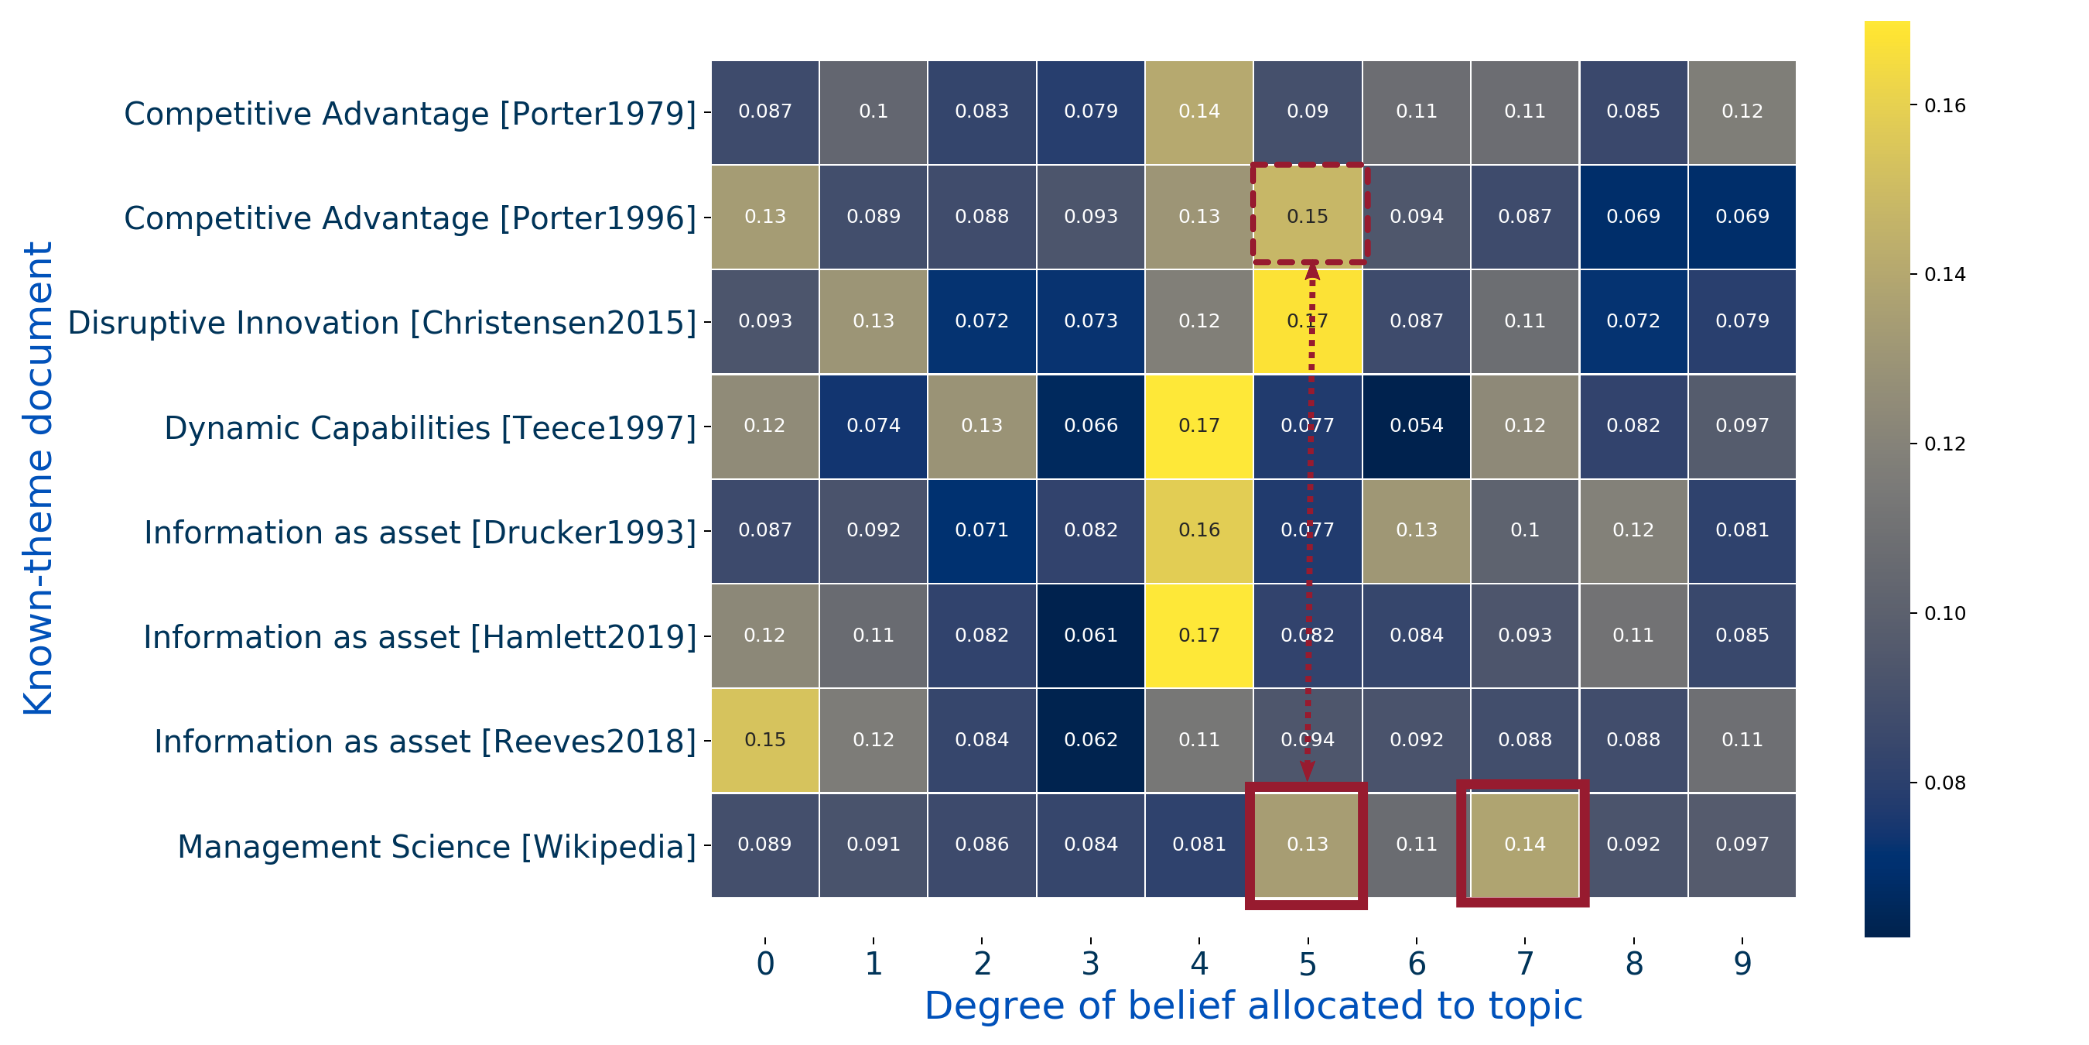 Known-theme document
Competitive Advantage [Porter1979] 0.087 0.1 0.083 0.079 0.14 0.09 0.11 0.11 0.085 0.12
Competitive Advantage [Porter1996] 0.13 0.089 0.088 0.093 0.13 0.15 0.094 0.087 0.069 0.069
Disruptive Innovation [Christensen2015] 0.093 0.13 0.072 0.073 0.12 0.17 0.087 0.11 0.072 0.079
Dynamic Capabilities [Teece1997] 0.12 0.074 0.13 0.066 0.17 0.077 0.054 0.12 0.082 0.097
Information as asset [Drucker1993] 0.087 0.092 0.071 0.082 0.16 0.077 0.13 0.1 0.12 0.081
Information as asset [Hamlett2019] 0.12 0.11 0.082 0.061 0.17 0.082 0.084 0.093 0.11 0.085
Information as asset [Reeves2018] 0.15 0.12 0.084 0.062 0.11 0.094 0.092 0.088 0.088 0.11
Management Science [Wikipedia] 0.089 0.091 0.086 0.084 0.081 0.13 0.11 0.14 0.092 0.097
0 1 2 3 4 5 6 7 8 9
Degree of belief allocated to topic
0.16
0.14
0.12
0.10
0.08